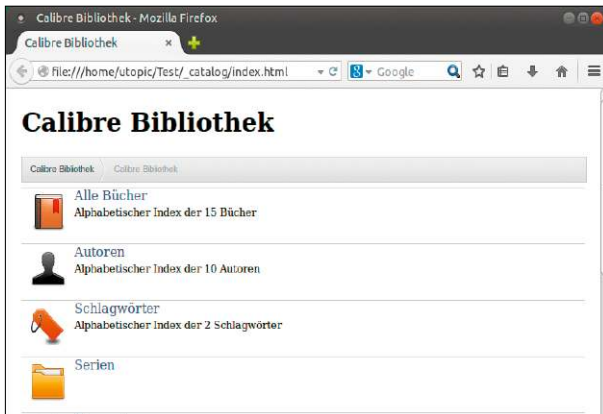 Calibre Bibliothek - Mozilla Firefox
Calibre Bibliothek
file:///home/utopic/Test/_catalog/index.html
Google
Calibre Bibliothek
Calibre Bibliothek Calibre Bibliothek
Alle Bücher
Alphabetischer Index der 15 Bücher
Autoren
Alphabetischer Index der 10 Autoren
Schlagwörter
Alphabetischer Index der 2 Schlagwörter
Serien